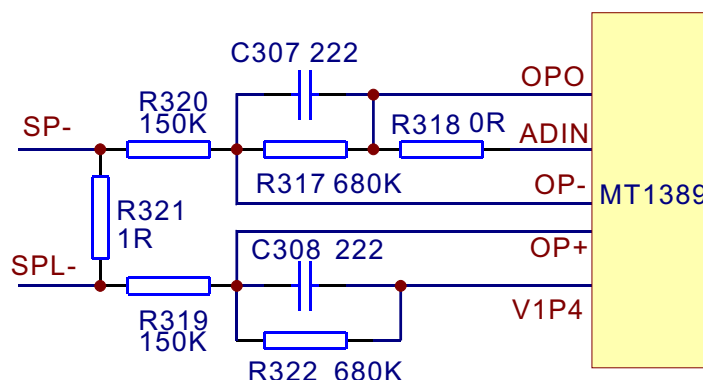 C307 222
OPO
R320
150K
R318 0R
ADIN
SP-
R317 680K
OP-
MT1389
R321
1R
OP+
C308 222
SPL-
V1P4
R319
150K
R322 680K